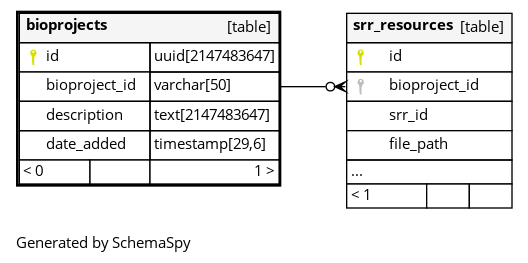 bioprojects [table]
id uuid[2147483647]
bioproject_id varchar[50]
description text[2147483647]
date_added timestamp[29,6]
< 0 1 >
srr_resources [table]
id
bioproject_id
srr_id
file_path
...
< 1
Generated by SchemaSpy